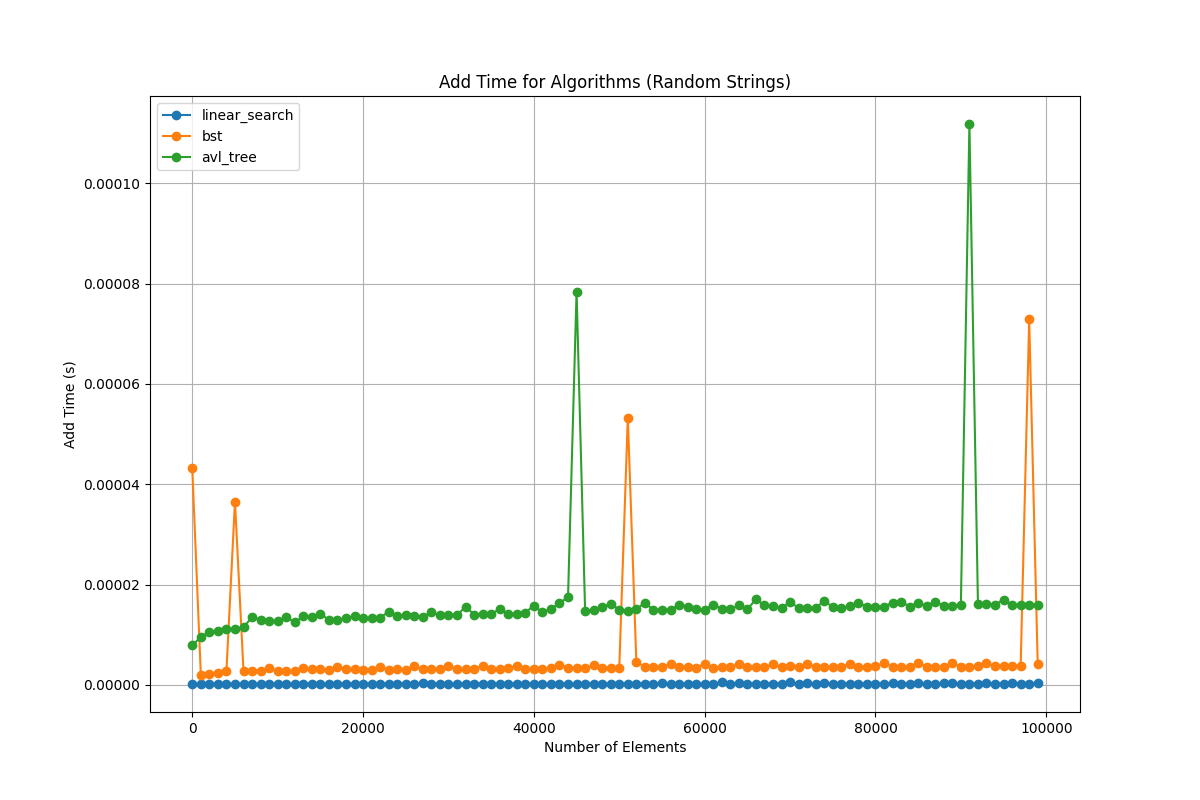 Add Time for Algorithms (Random Strings)
linear_search
bst
avl_tree
0.00010
0.00008
0.00006
0.00004
0.00002
0.00000
Add Time (s)
0 20000 40000 60000 80000 100000
Number of Elements